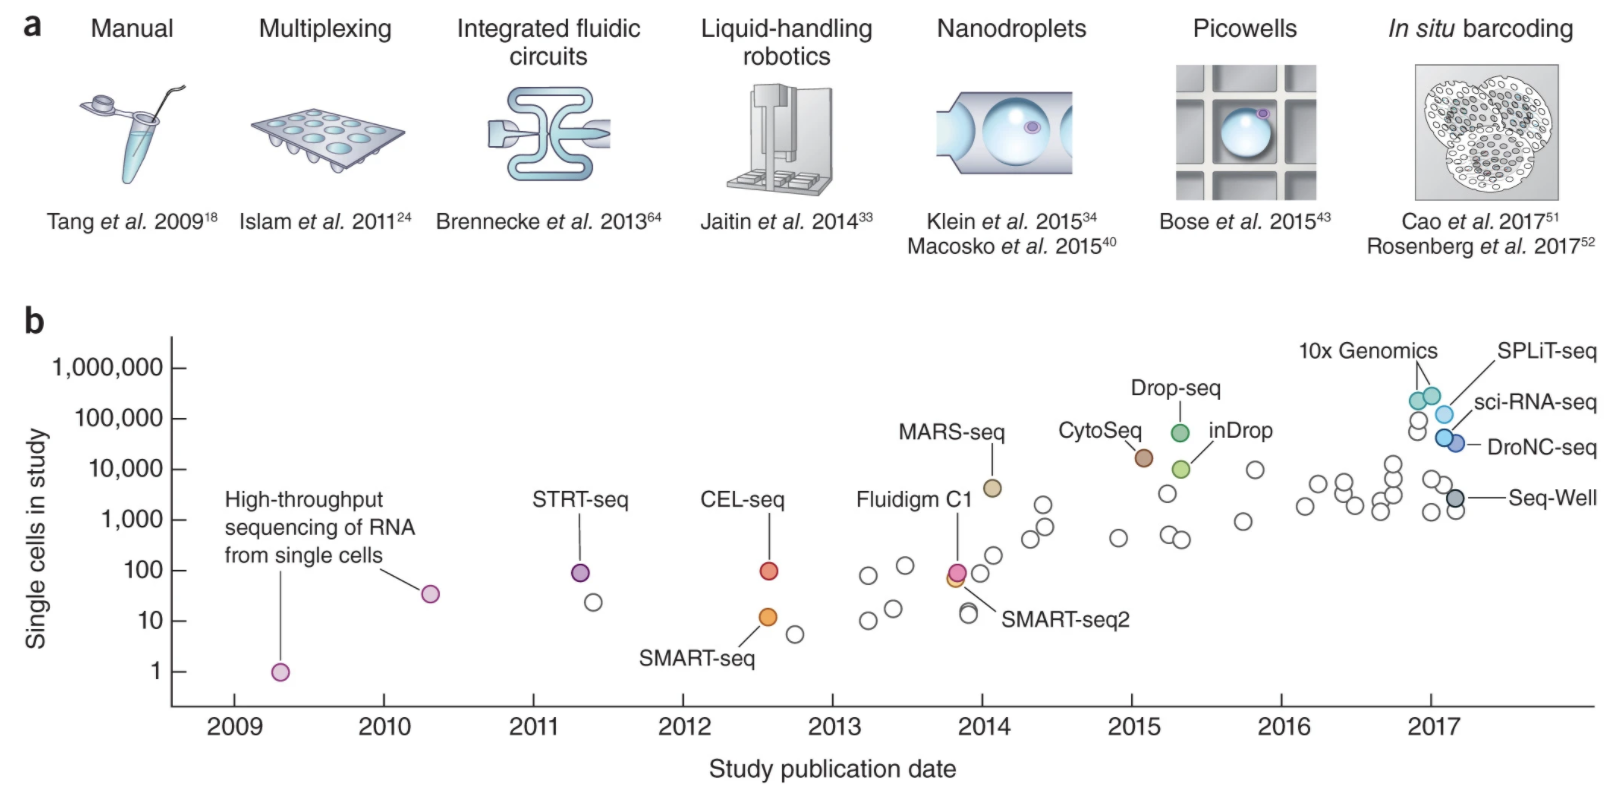 a
Manual
Multiplexing
Integrated fluidic
circuits
Liquid-handling
robotics
Nanodroplets
Picowells
In situ barcoding
Tang et al. 2009¹⁸
Islam et al. 2011²⁴
Brennecke et al. 2013⁶⁴
Jaitin et al. 2014³³
Klein et al. 2015³⁴
Macosko et al. 2015⁴⁰
Bose et al. 2015⁴³
Cao et al. 2017⁵¹
Rosenberg et al. 2017⁵²
b
Single cells in study
1,000,000
100,000
10,000
1,000
100
10
1
High-throughput
sequencing of RNA
from single cells
STRT-seq
CEL-seq
SMART-seq
Fluidigm C1
SMART-seq2
MARS-seq
CytoSeq
Drop-seq
inDrop
10x Genomics
SPLiT-seq
sci-RNA-seq
DroNC-seq
Seq-Well
2009
2010
2011
2012
2013
2014
2015
2016
2017
Study publication date